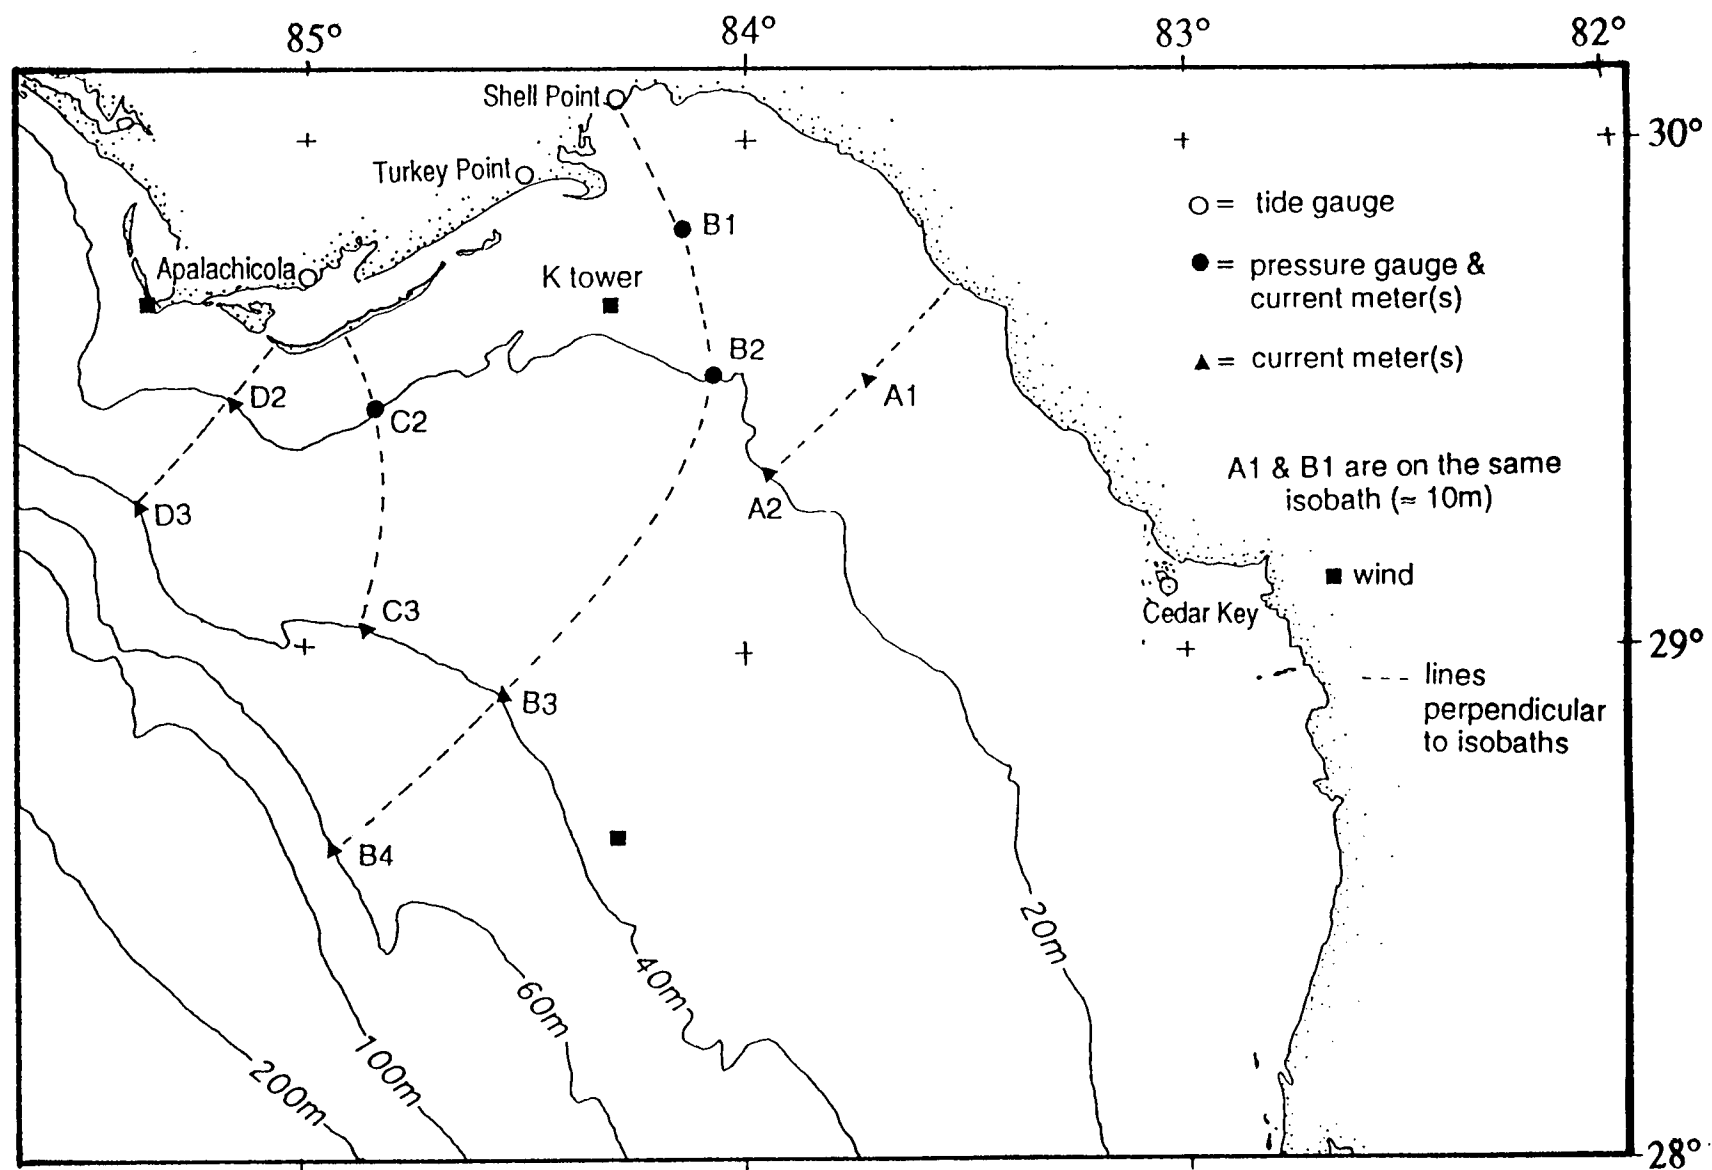 85° 84° 83° 82°
Shell Point
30°
Turkey Point
= tide gauge
B1
= pressure gauge &
current meter(s)
Apalachicola
K tower
B2
= current meter(s)
D2
A1
C2
A1 & B1 are on the same
isobath (≈ 10m)
A2
D3
wind
C3
Cedar Key
29°
--- lines
perpendicular
to isobaths
B3
B4
20m
40m
60m
100m
200m
28°